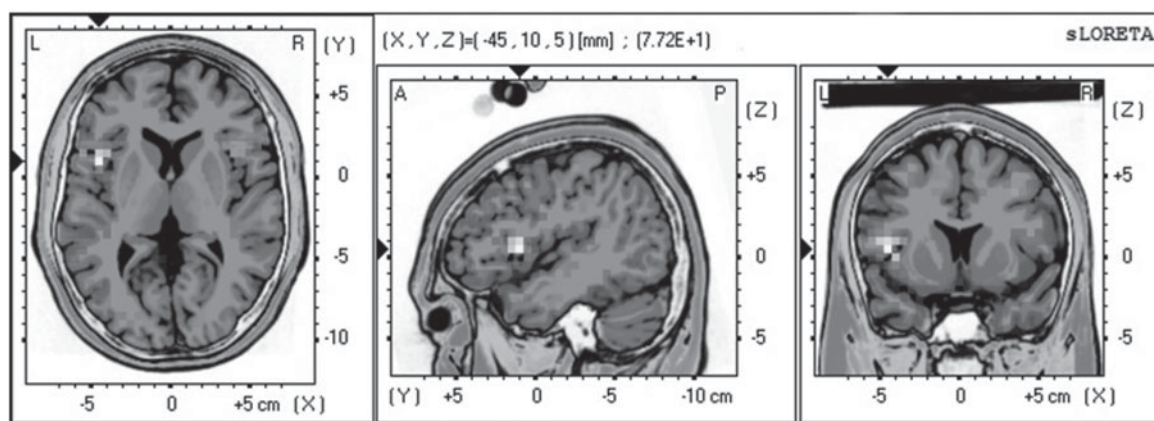 (X, Y, Z)=( -45, 10, 5 ) [mm] ; (7.72E+1)
sLORETA
L
R
(Y)
+5
0
-5
-10
-5
0
+5 cm
(X)
A
P
(Z)
+5
0
-5
(Y)
+5
0
-5
-10 cm
L
R
(Z)
+5
0
-5
-5
0
+5 cm
(X)